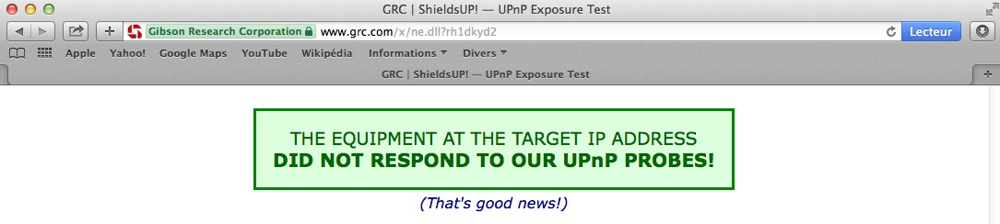 GRC | ShieldsUP! — UPnP Exposure Test
Gibson Research Corporation www.grc.com/x/ne.dll?rh1dkyd2 Lecteur
Apple Yahoo! Google Maps YouTube Wikipédia Informations Divers
GRC | ShieldsUP! — UPnP Exposure Test
THE EQUIPMENT AT THE TARGET IP ADDRESS
DID NOT RESPOND TO OUR UPnP PROBES!
(That's good news!)